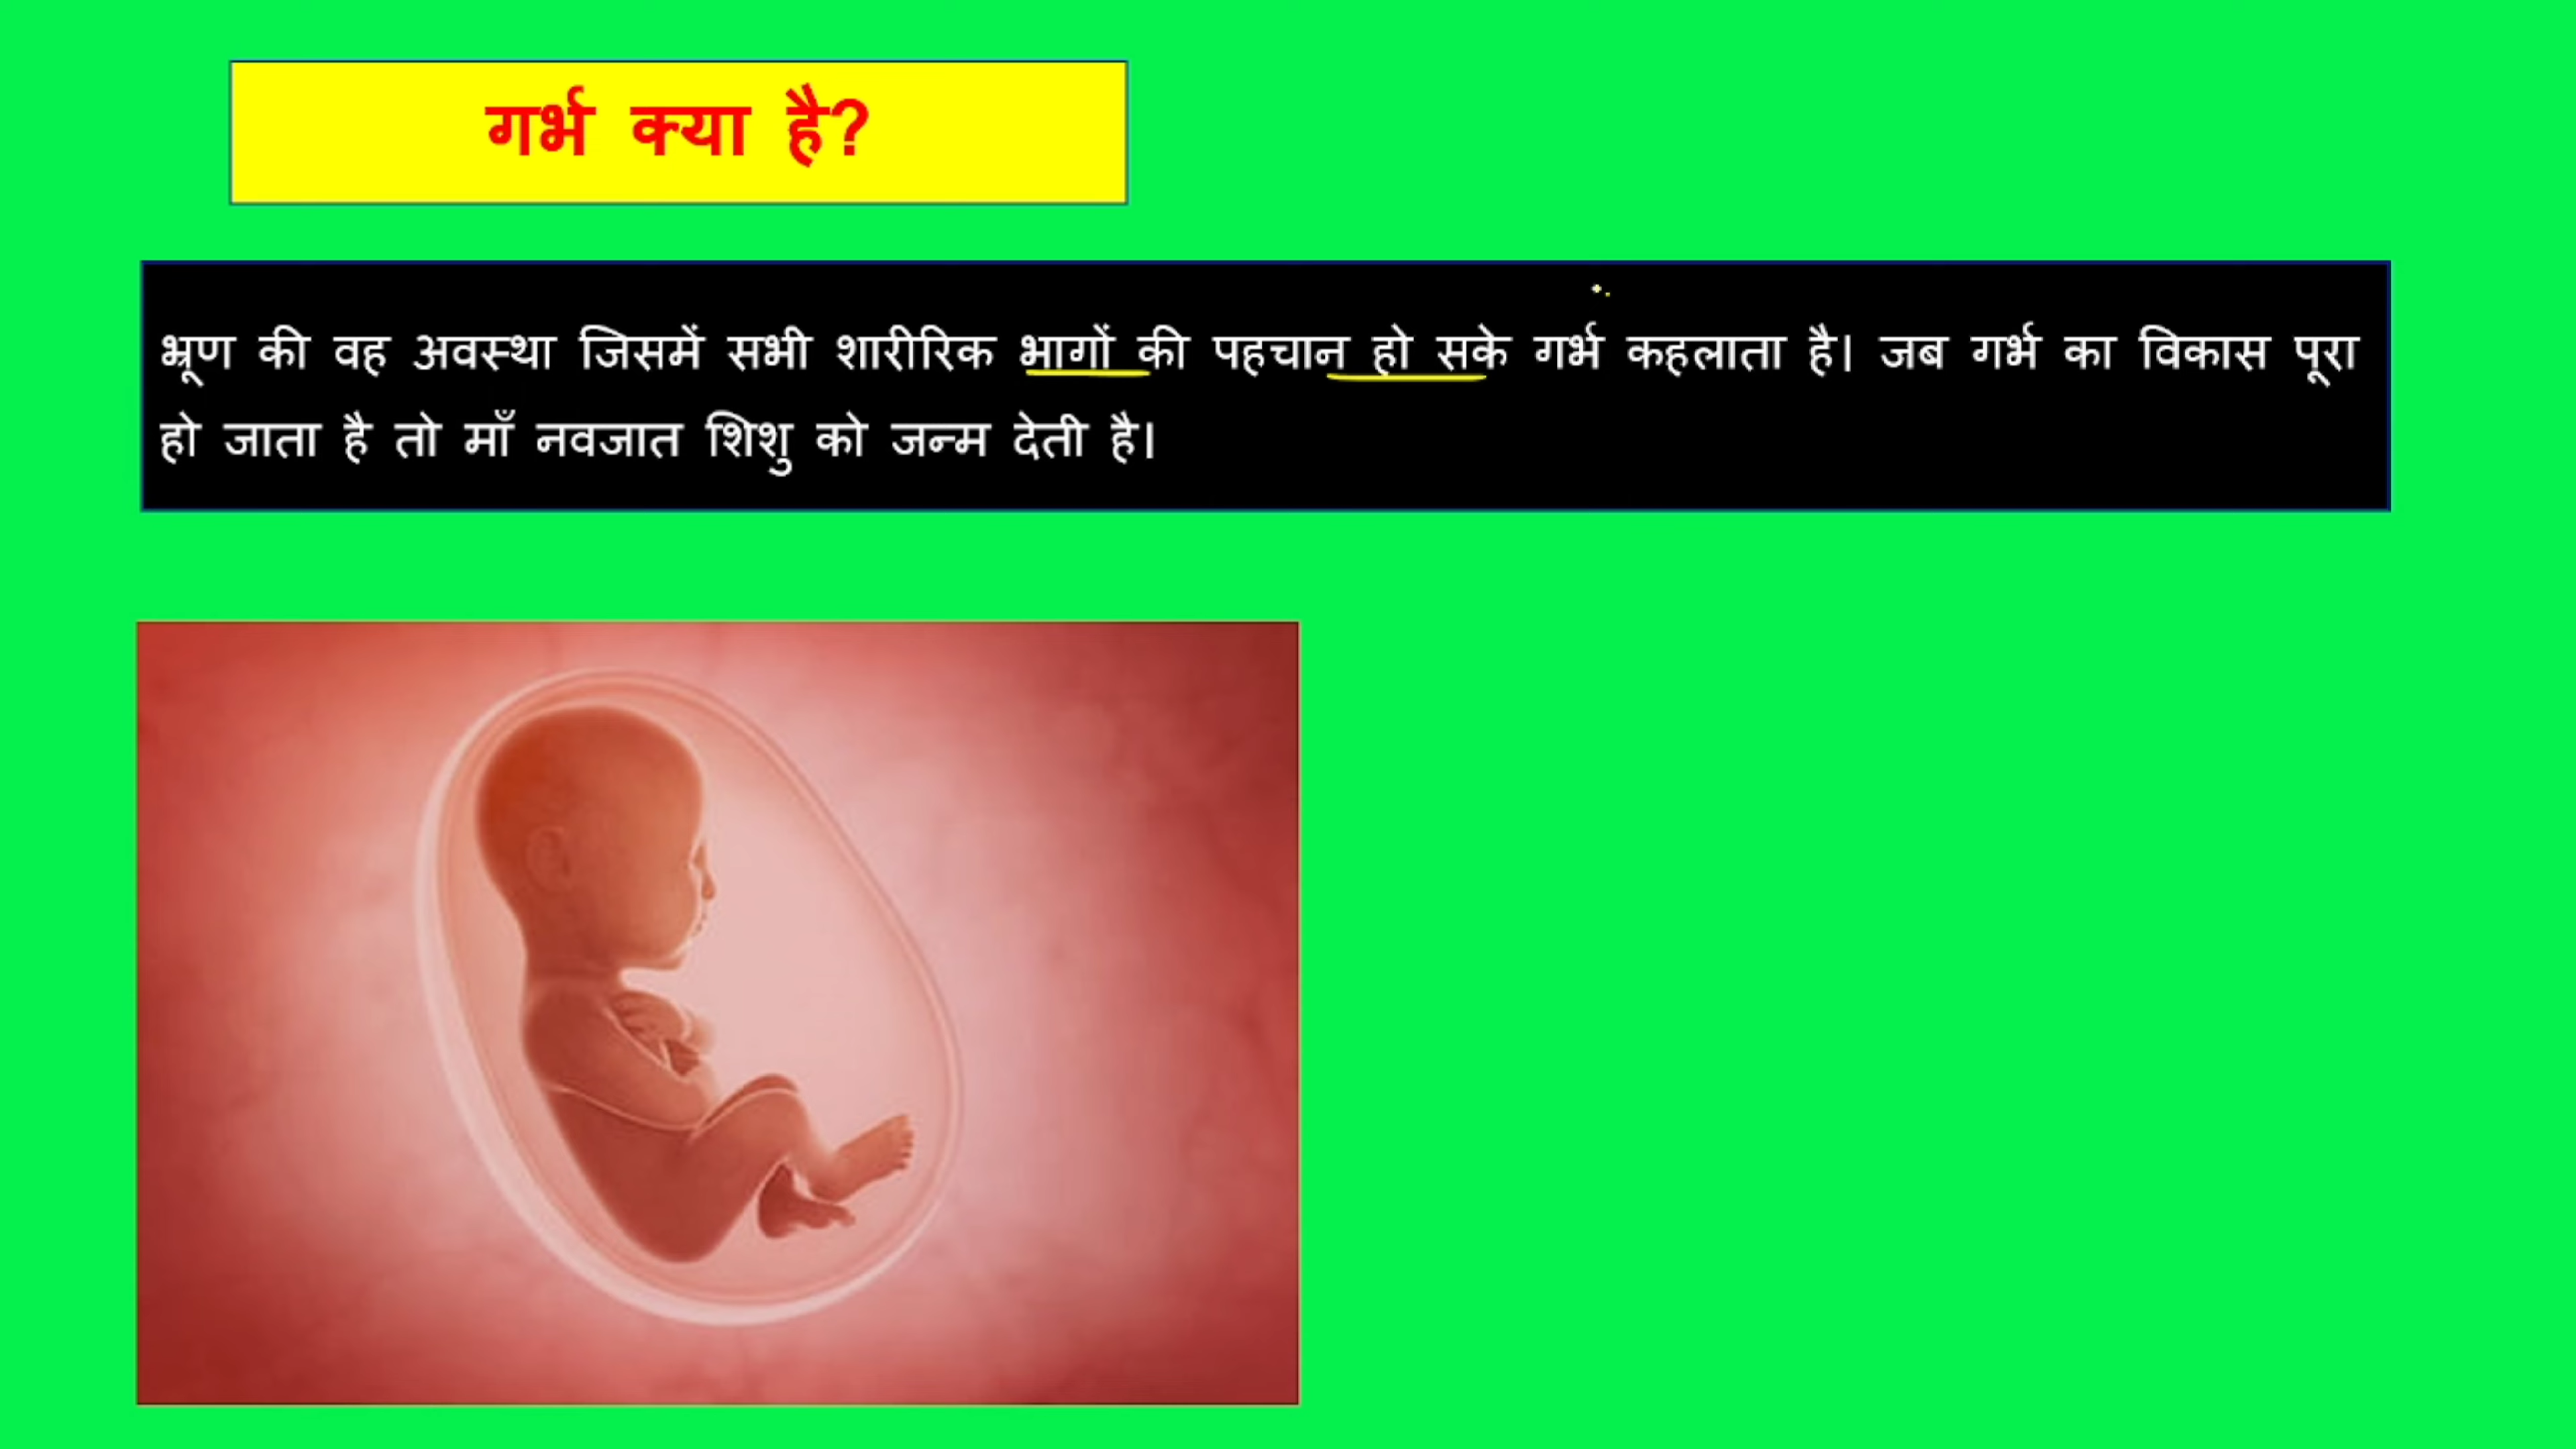 गर्भ क्या है?
भ्रूण की वह अवस्था जिसमें सभी शारीरिक भागों की पहचान हो सके गर्भ कहलाता है। जब गर्भ का विकास पूरा
हो जाता है तो माँ नवजात शिशु को जन्म देती है।